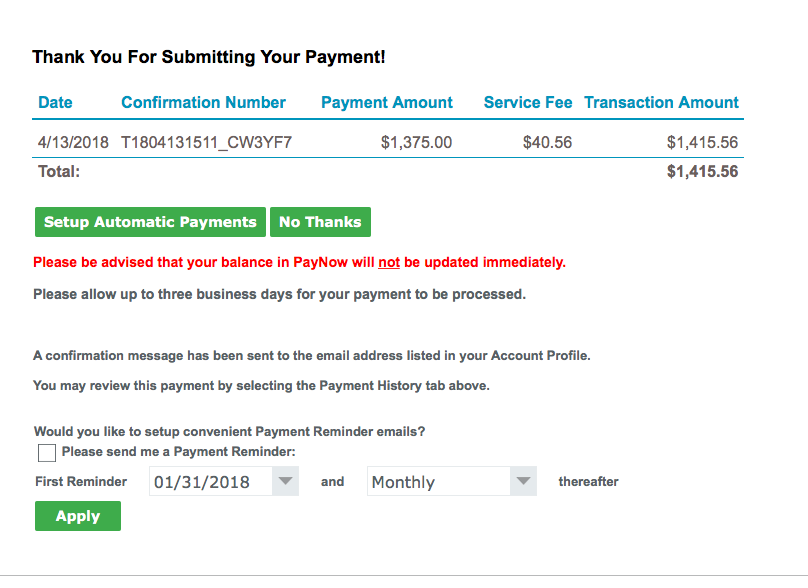 Thank You For Submitting Your Payment!
Date Confirmation Number Payment Amount Service Fee Transaction Amount
4/13/2018 T1804131511_CW3YF7 $1,375.00 $40.56 $1,415.56
Total: $1,415.56
Setup Automatic Payments No Thanks
Please be advised that your balance in PayNow will not be updated immediately.
Please allow up to three business days for your payment to be processed.
A confirmation message has been sent to the email address listed in your Account Profile.
You may review this payment by selecting the Payment History tab above.
Would you like to setup convenient Payment Reminder emails?
Please send me a Payment Reminder:
First Reminder 01/31/2018 and Monthly thereafter
Apply